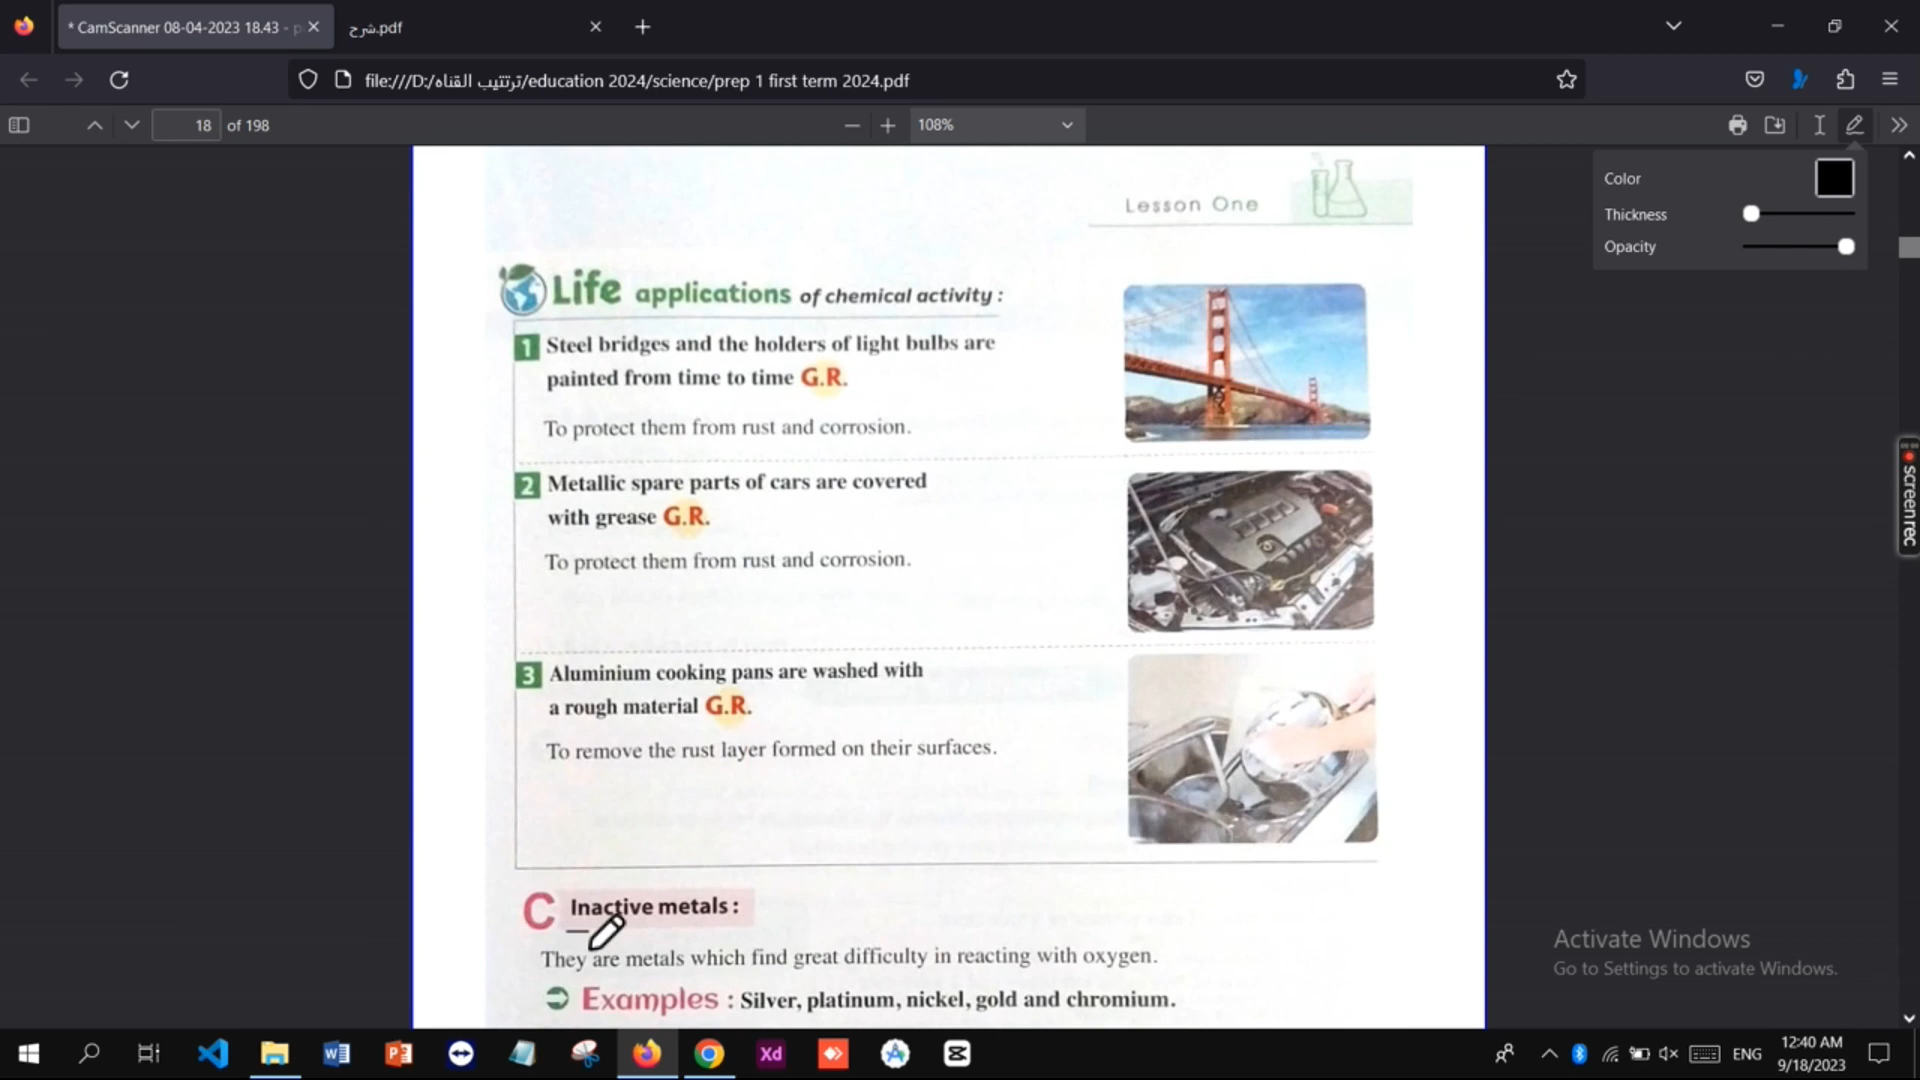 * CamScanner 08-04-2023 18.43 - p
شرح.pdf
file:///D:/ترتتيب القناه/education 2024/science/prep 1 first term 2024.pdf
18 of 198
108%
Color
Thickness
Opacity
Lesson One
Life applications of chemical activity :
1 Steel bridges and the holders of light bulbs are
painted from time to time G.R.
To protect them from rust and corrosion.
2 Metallic spare parts of cars are covered
with grease G.R.
To protect them from rust and corrosion.
3 Aluminium cooking pans are washed with
a rough material G.R.
To remove the rust layer formed on their surfaces.
C Inactive metals :
They are metals which find great difficulty in reacting with oxygen.
Examples : Silver, platinum, nickel, gold and chromium.
screenrec
Activate Windows
Go to Settings to activate Windows.
Xd
ENG
12:40 AM
9/18/2023